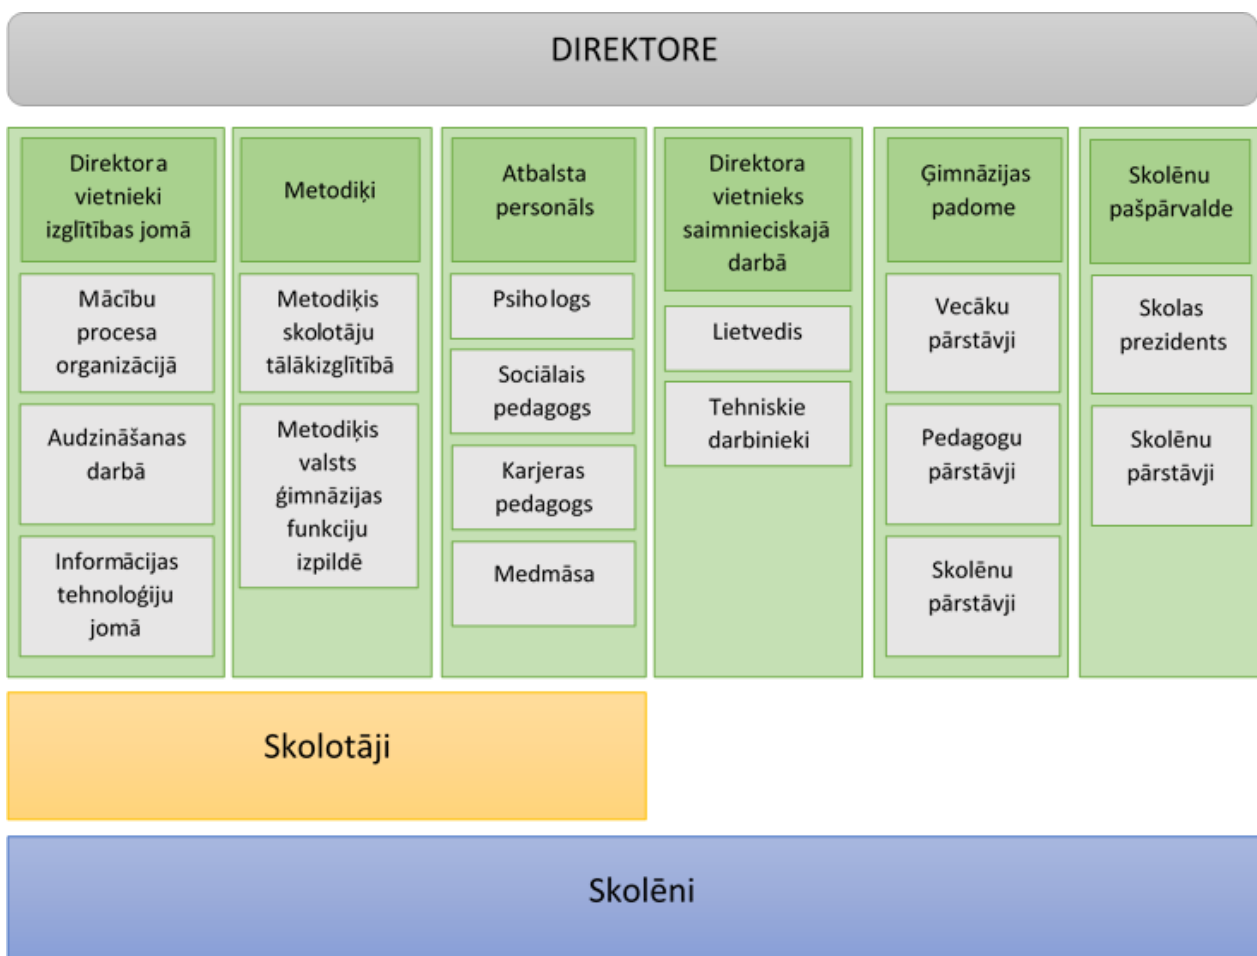 DIREKTORE
Direktora
vietnieki
izglītības jomā
Mācību
procesa
organizācijā
Audzināšanas
darbā
Informācijas
tehnoloģiju
jomā
Metodiķi
Metodiķis
skolotāju
tālākizglītībā
Metodiķis
valsts
ģimnāzijas
funkciju
izpildē
Atbalsta
personāls
Psihologs
Sociālais
pedagogs
Karjeras
pedagogs
Medmāsa
Direktora
vietnieks
saimnieciskajā
darbā
Lietvedis
Tehniskie
darbinieki
Ģimnāzijas
padome
Vecāku
pārstāvji
Pedagogu
pārstāvji
Skolēnu
pārstāvji
Skolēnu
pašpārvalde
Skolas
prezidents
Skolēnu
pārstāvji
Skolotāji
Skolēni